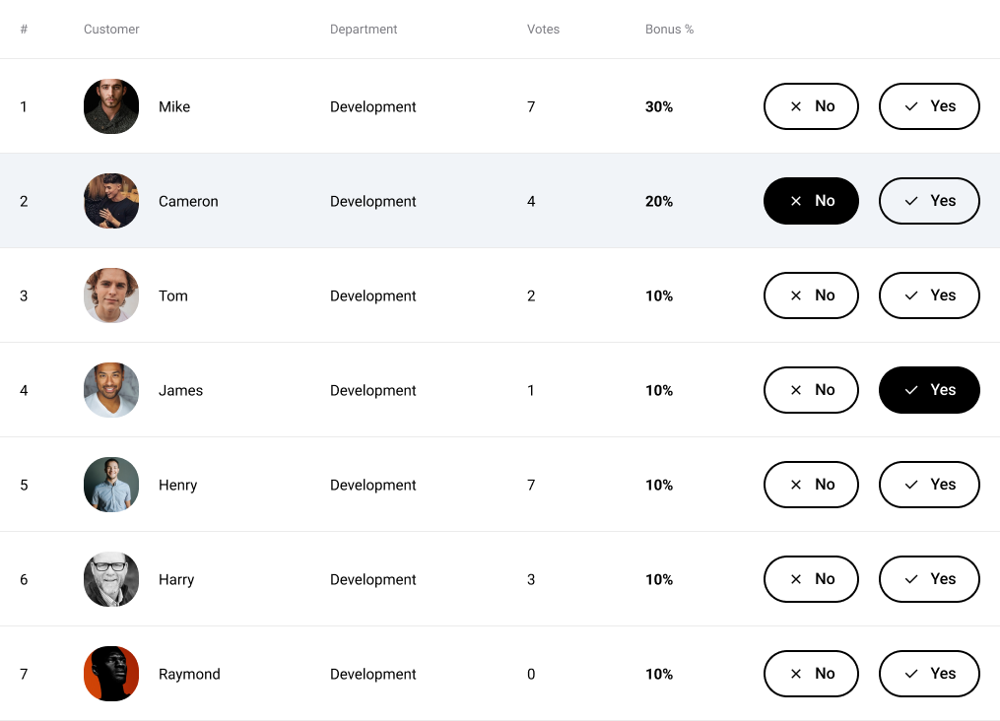 # Customer Department Votes Bonus %
1 Mike Development 7 30% No Yes
2 Cameron Development 4 20% No Yes
3 Tom Development 2 10% No Yes
4 James Development 1 10% No Yes
5 Henry Development 7 10% No Yes
6 Harry Development 3 10% No Yes
7 Raymond Development 0 10% No Yes